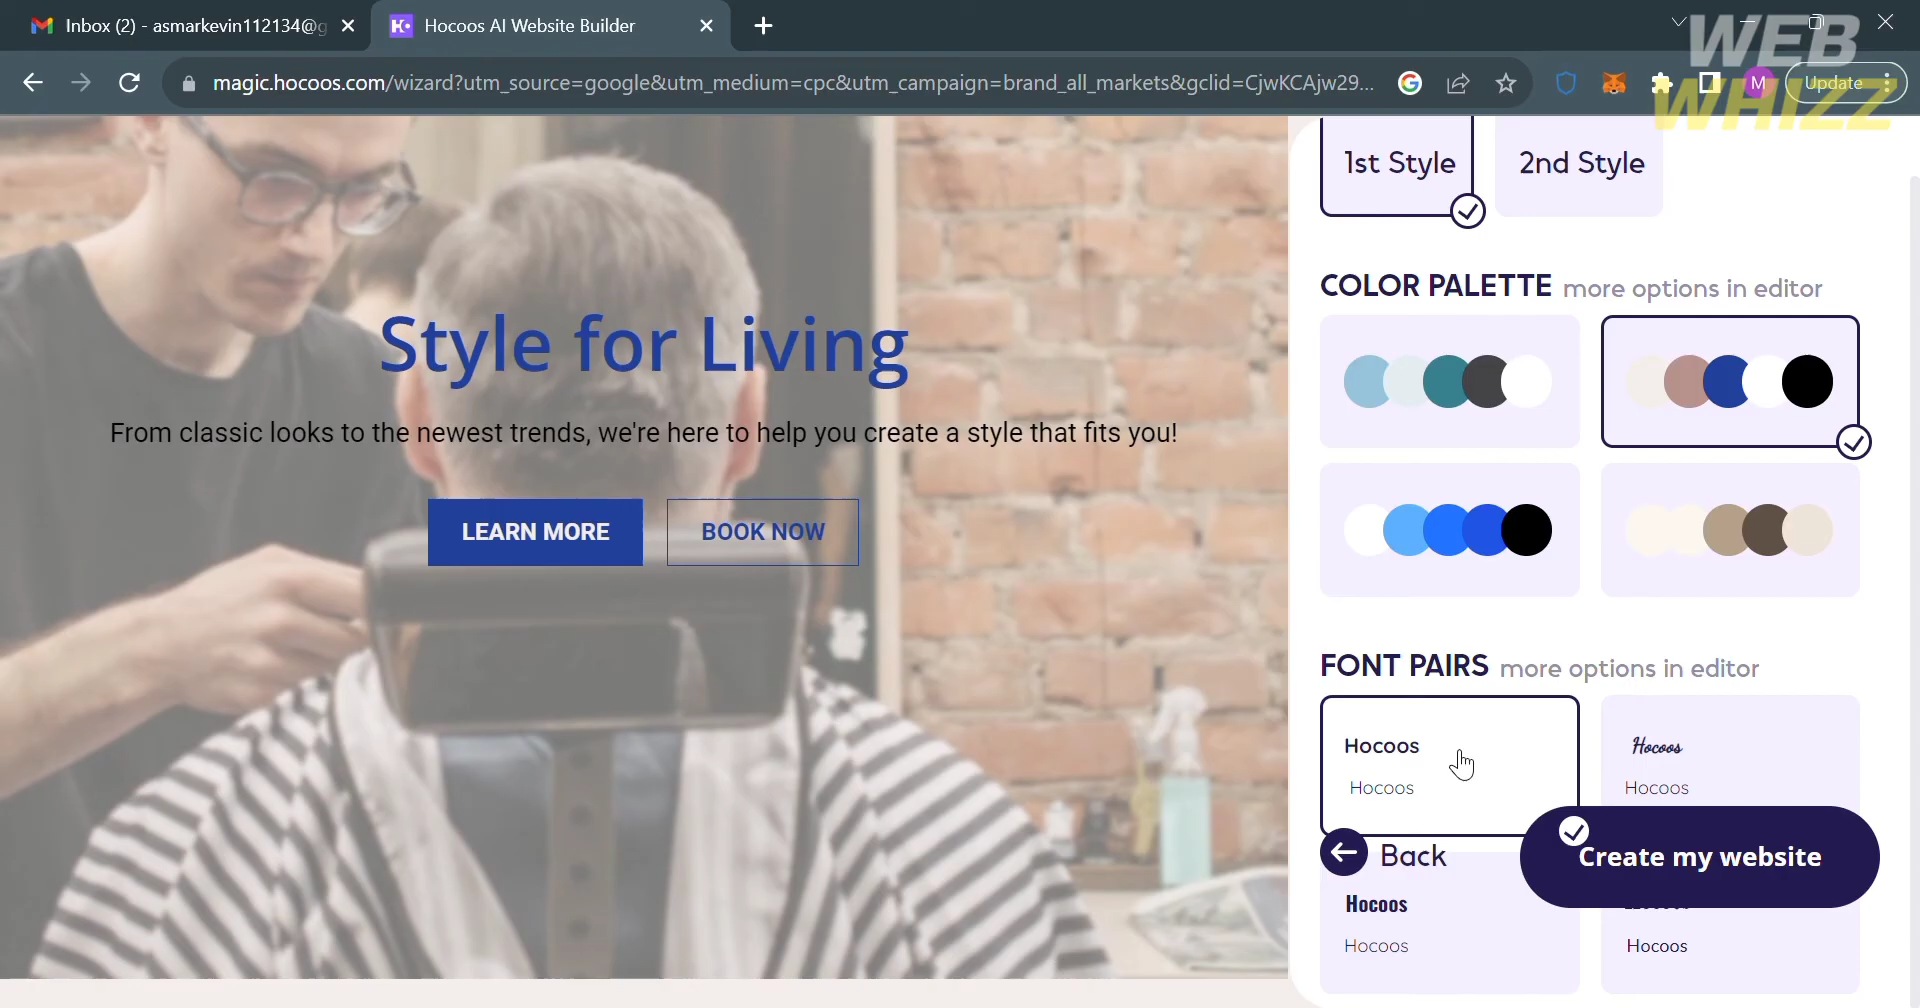 Inbox (2) - asmarkevin112134@g
Hocoos AI Website Builder
magic.hocoos.com/wizard?utm_source=google&utm_medium=cpc&utm_campaign=brand_all_markets&gclid=CjwKCAjw29...
M
Update
WEB
WHIZZ
1st Style
2nd Style
COLOR PALETTE more options in editor
Style for Living
From classic looks to the newest trends, we're here to help you create a style that fits you!
LEARN MORE
BOOK NOW
FONT PAIRS more options in editor
Hocoos
Hocoos
Hocoos
Hocoos
Back
Create my website
Hocoos
Hocoos
Hocoos